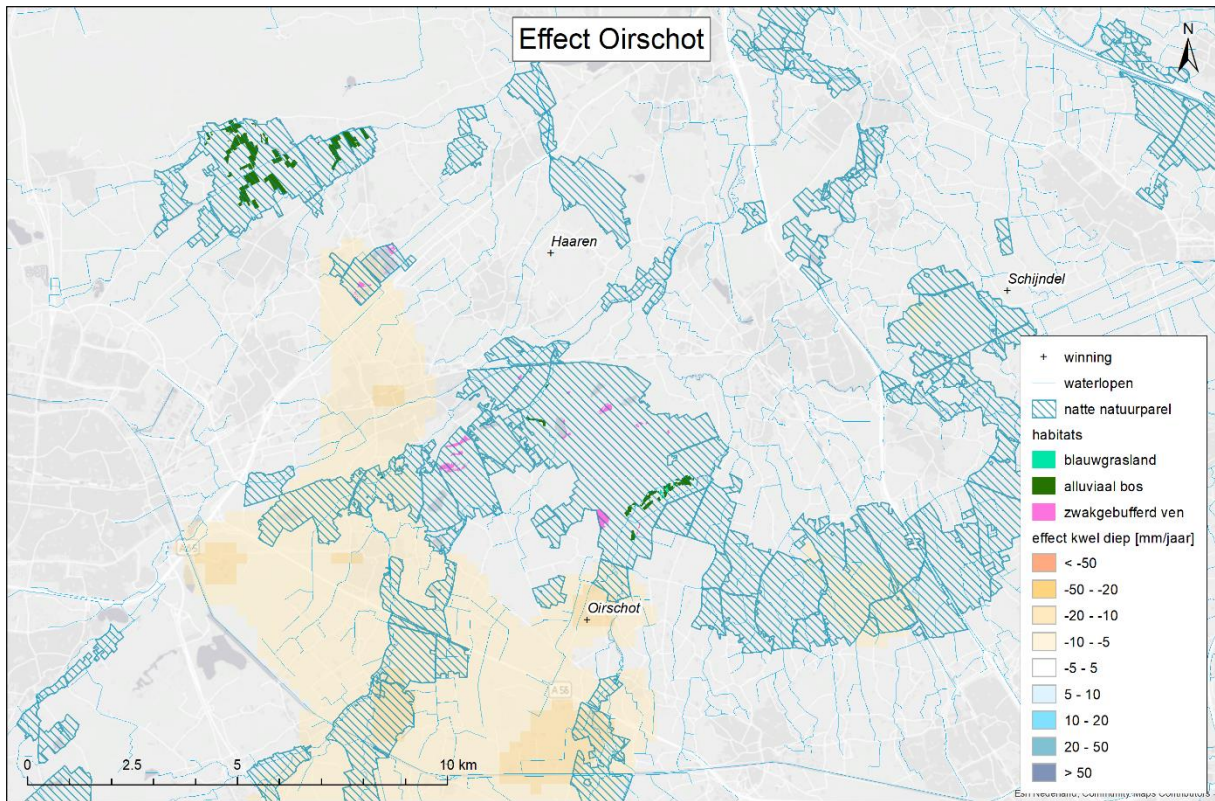 Effect Oirschot
N
Haaren
Schijndel
Oirschot
A 58
0 2.5 5 10 km
winning
waterlopen
natte natuurparel
habitats
blauwgrasland
alluviaal bos
zwakgebufferd ven
effect kwel diep [mm/jaar]
< -50
-50 - -20
-20 - -10
-10 - -5
-5 - 5
5 - 10
10 - 20
20 - 50
> 50
Esri Nederland, Community Maps Contributors